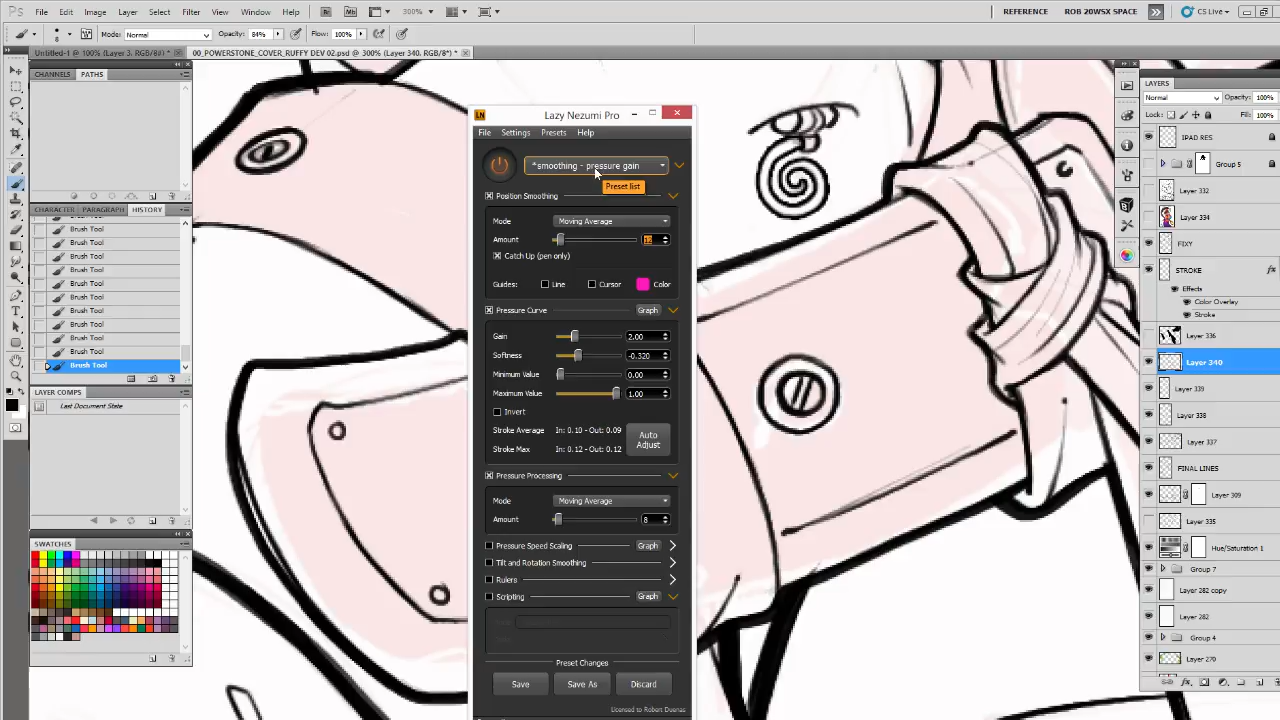 Ps File Edit Image Layer Select Filter View Window Help Br Mb 300% REFERENCE ROB 20WSX SPACE CS Live
8 Mode: Normal Opacity: 84% Flow: 100%
Untitled-1 @ 100% (Layer 3, RGB/8#) * 00_POWERSTONE_COVER_RUFFY DEV 02.psd @ 300% (Layer 340, RGB/8*) *
CHANNELS PATHS
CHARACTER PARAGRAPH HISTORY
Brush Tool
Brush Tool
Brush Tool
Brush Tool
Brush Tool
Brush Tool
Brush Tool
Brush Tool
Brush Tool
Brush Tool
Brush Tool
LAYER COMPS
Last Document State
SWATCHES
LN Lazy Nezumi Pro
File Settings Presets Help
*smoothing - pressure gain
Preset list
Position Smoothing
Mode Moving Average
Amount 12
Catch Up (pen only)
Guides: Line Cursor Color
Pressure Curve Graph
Gain 2.00
Softness -0.320
Minimum Value 0.00
Maximum Value 1.00
Invert
Stroke Average In: 0.10 - Out: 0.09
Stroke Max In: 0.12 - Out: 0.12
Auto
Adjust
Pressure Processing
Mode Moving Average
Amount 8
Pressure Speed Scaling Graph
Tilt and Rotation Smoothing
Rulers
Scripting Graph
Preset Changes
Save Save As Discard
Licensed to Robert Duenas
LAYERS
Normal Opacity: 100%
Lock: Fill: 100%
IPAD RES
Group 5
Layer 332
Layer 334
FIXY
STROKE fx
Effects
Color Overlay
Stroke
Layer 336
Layer 340
Layer 339
Layer 338
Layer 337
FINAL LINES
Layer 309
Layer 335
Hue/Saturation 1
Group 7
Layer 282 copy
Layer 282
Group 4
Layer 270